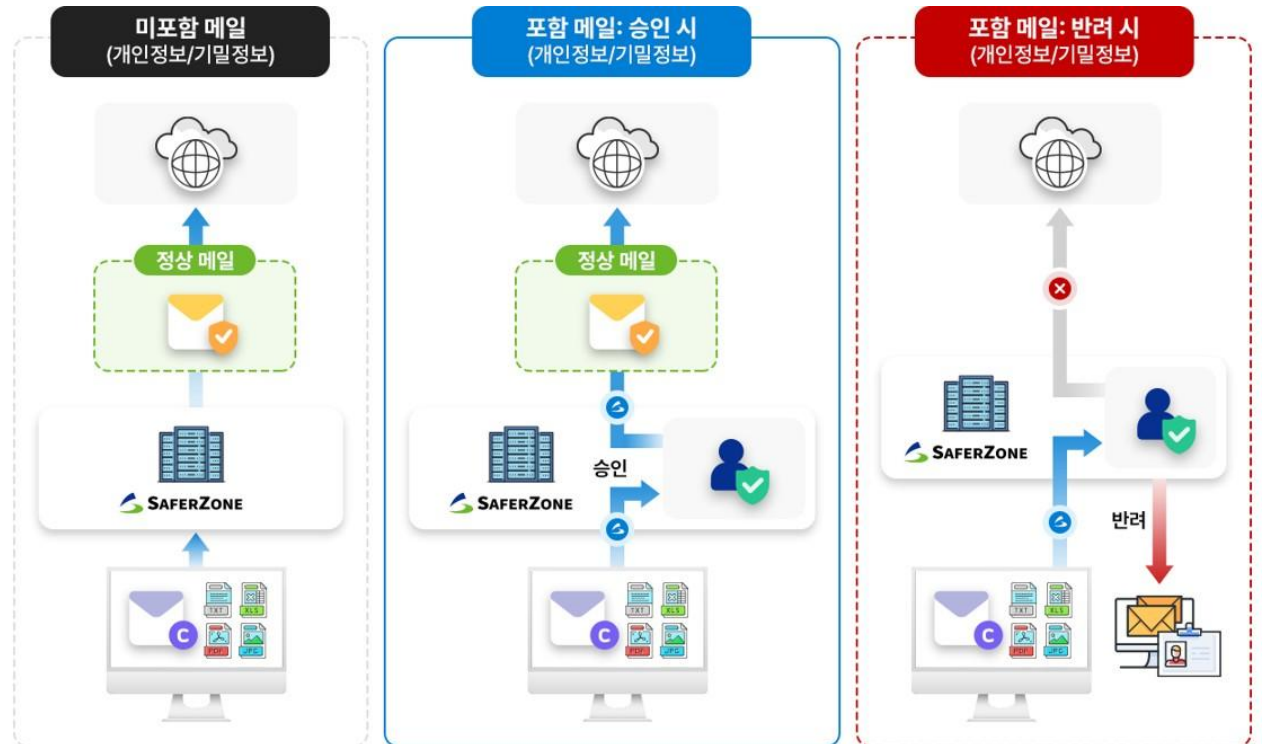 미포함 메일
(개인정보/기밀정보)
정상 메일
SAFERZONE
C
TXT
XLS
PDF
JPG
포함 메일: 승인 시
(개인정보/기밀정보)
정상 메일
승인
SAFERZONE
C
TXT
XLS
PDF
JPG
포함 메일: 반려 시
(개인정보/기밀정보)
SAFERZONE
반려
C
TXT
XLS
PDF
JPG